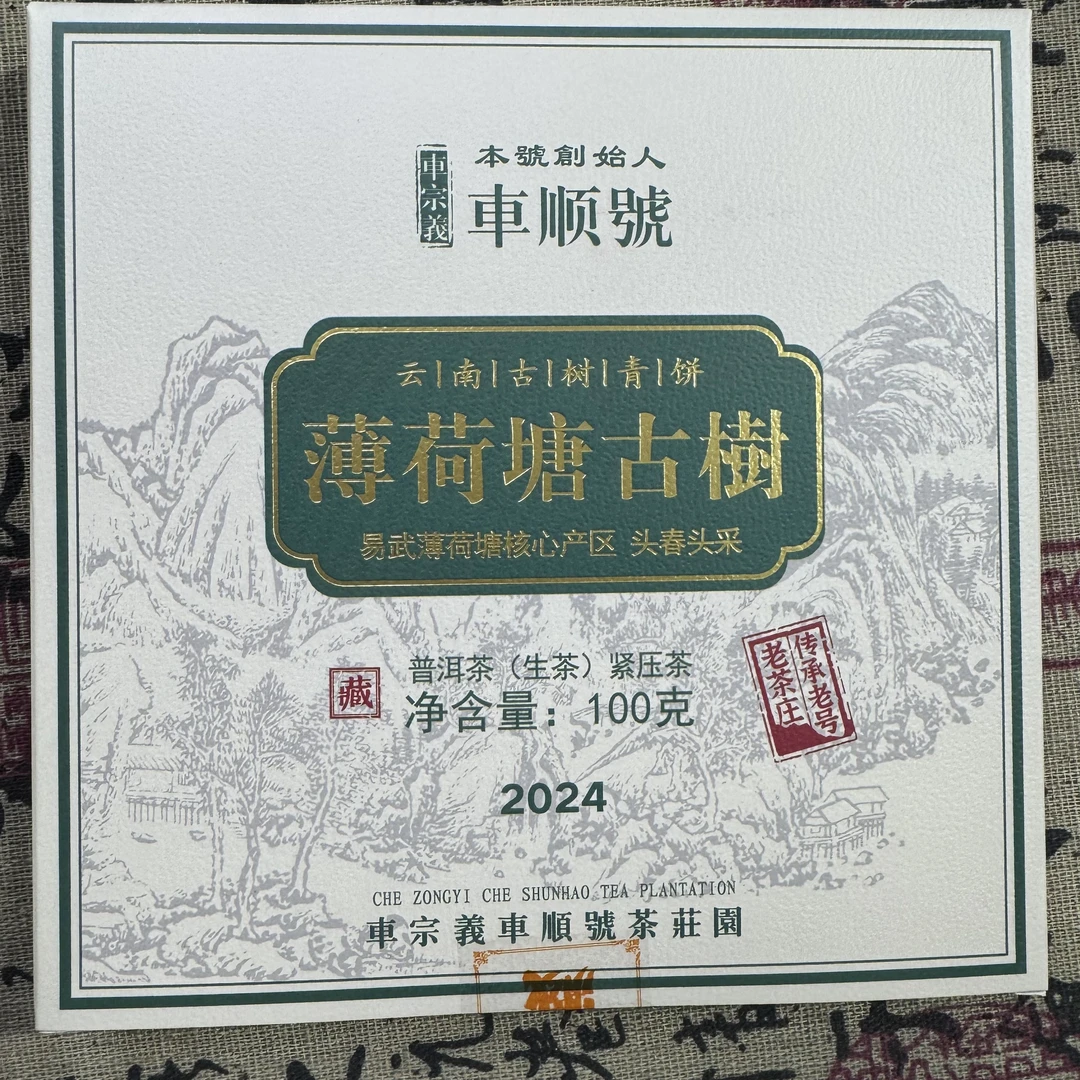 車宗義
本號創始人
車顺號
云|南|古|树|青|饼
薄荷塘古樹
易武薄荷塘核心产区 头春头采
藏
普洱茶（生茶）紧压茶
净含量：100克
传承老号
老茶庄
2024
CHE ZONGYI CHE SHUNHAO TEA PLANTATION
車宗義車順號茶莊園